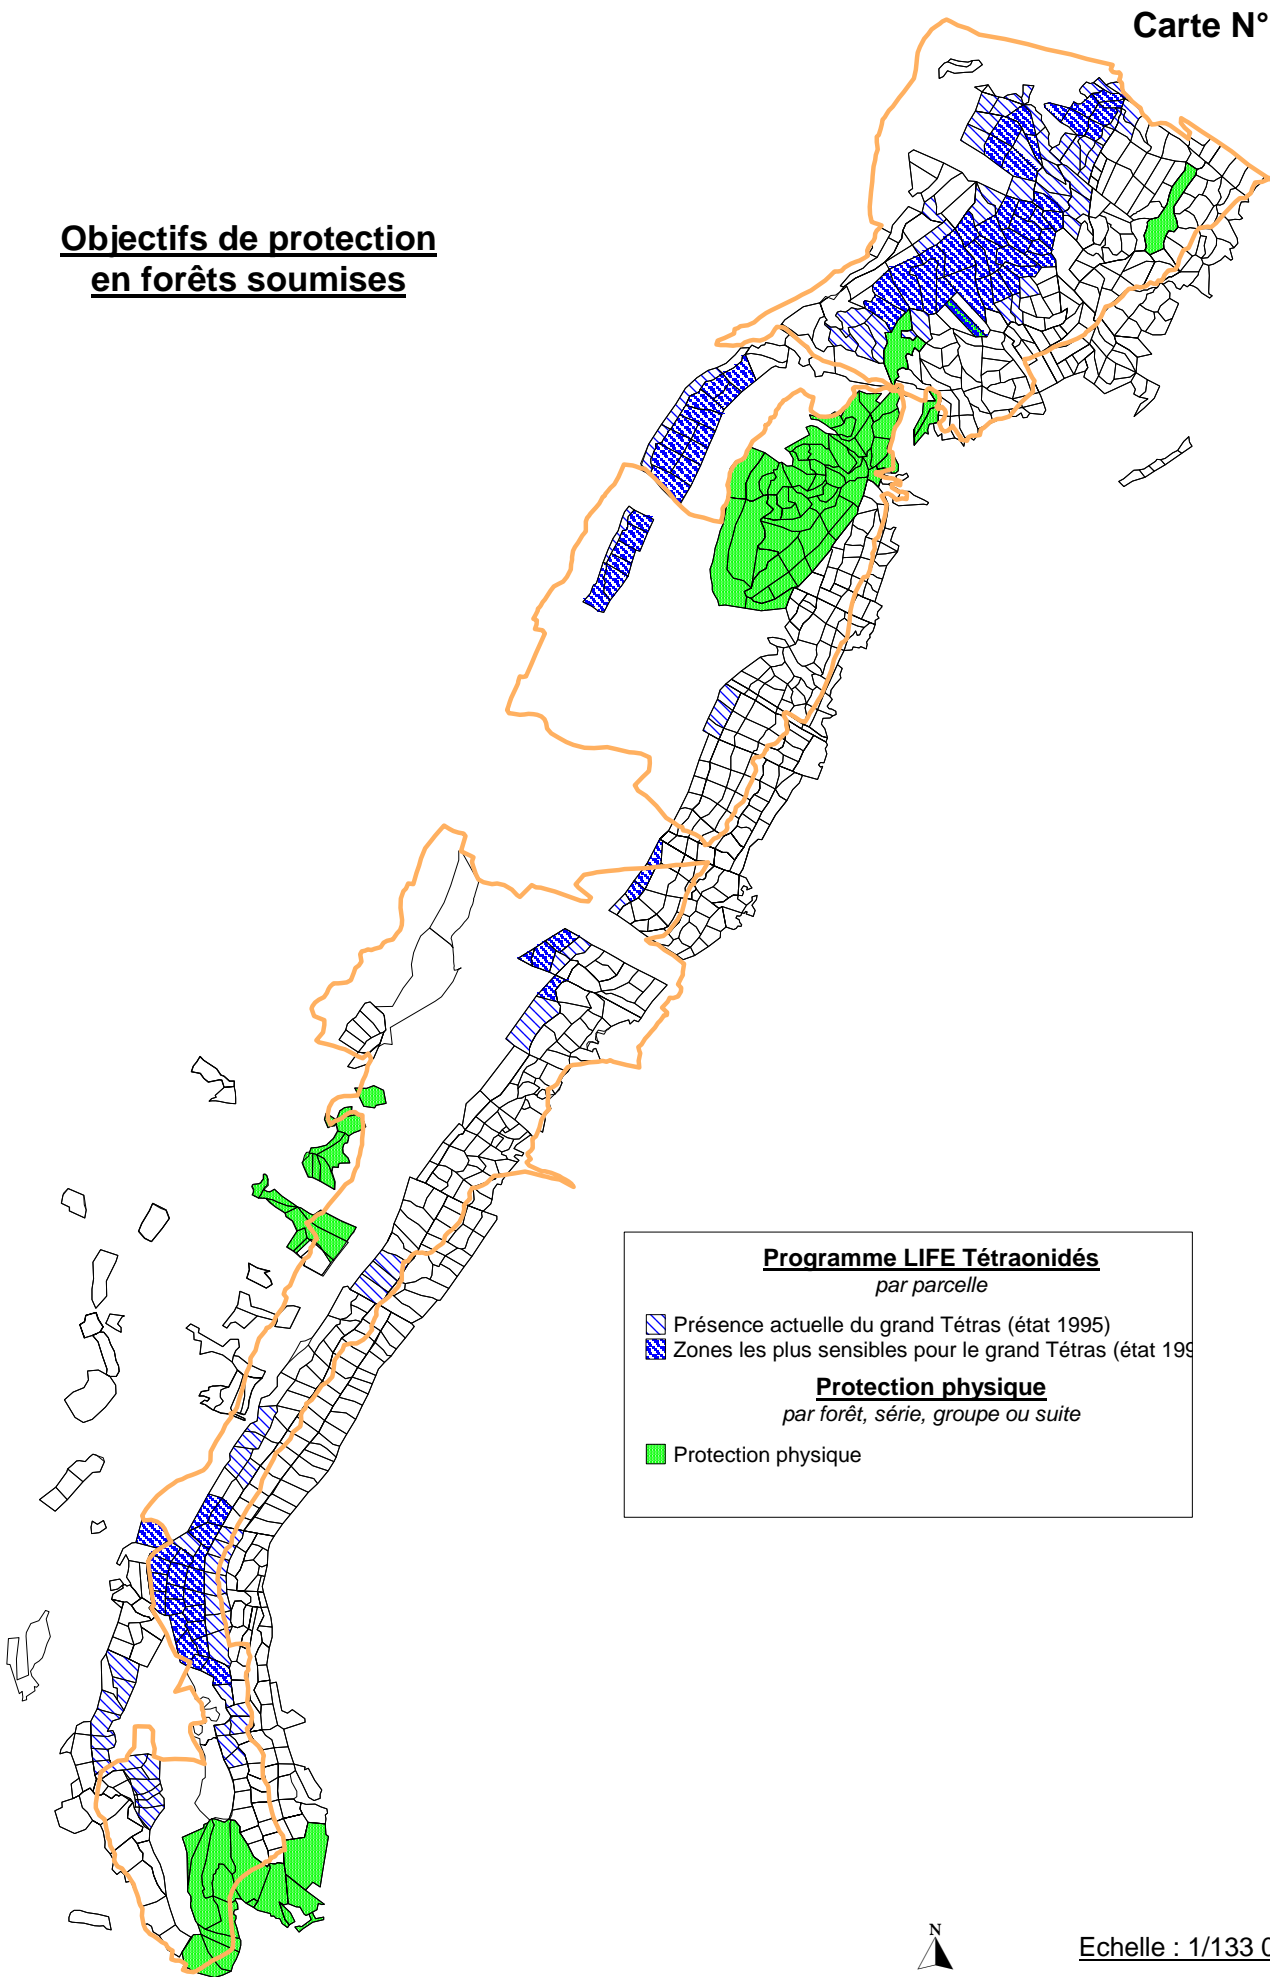 Carte N°
Objectifs de protection
en forêts soumises
Programme LIFE Tétraonidés
par parcelle
Présence actuelle du grand Tétras (état 1995)
Zones les plus sensibles pour le grand Tétras (état 199
Protection physique
par forêt, série, groupe ou suite
Protection physique
N
Echelle : 1/133 0